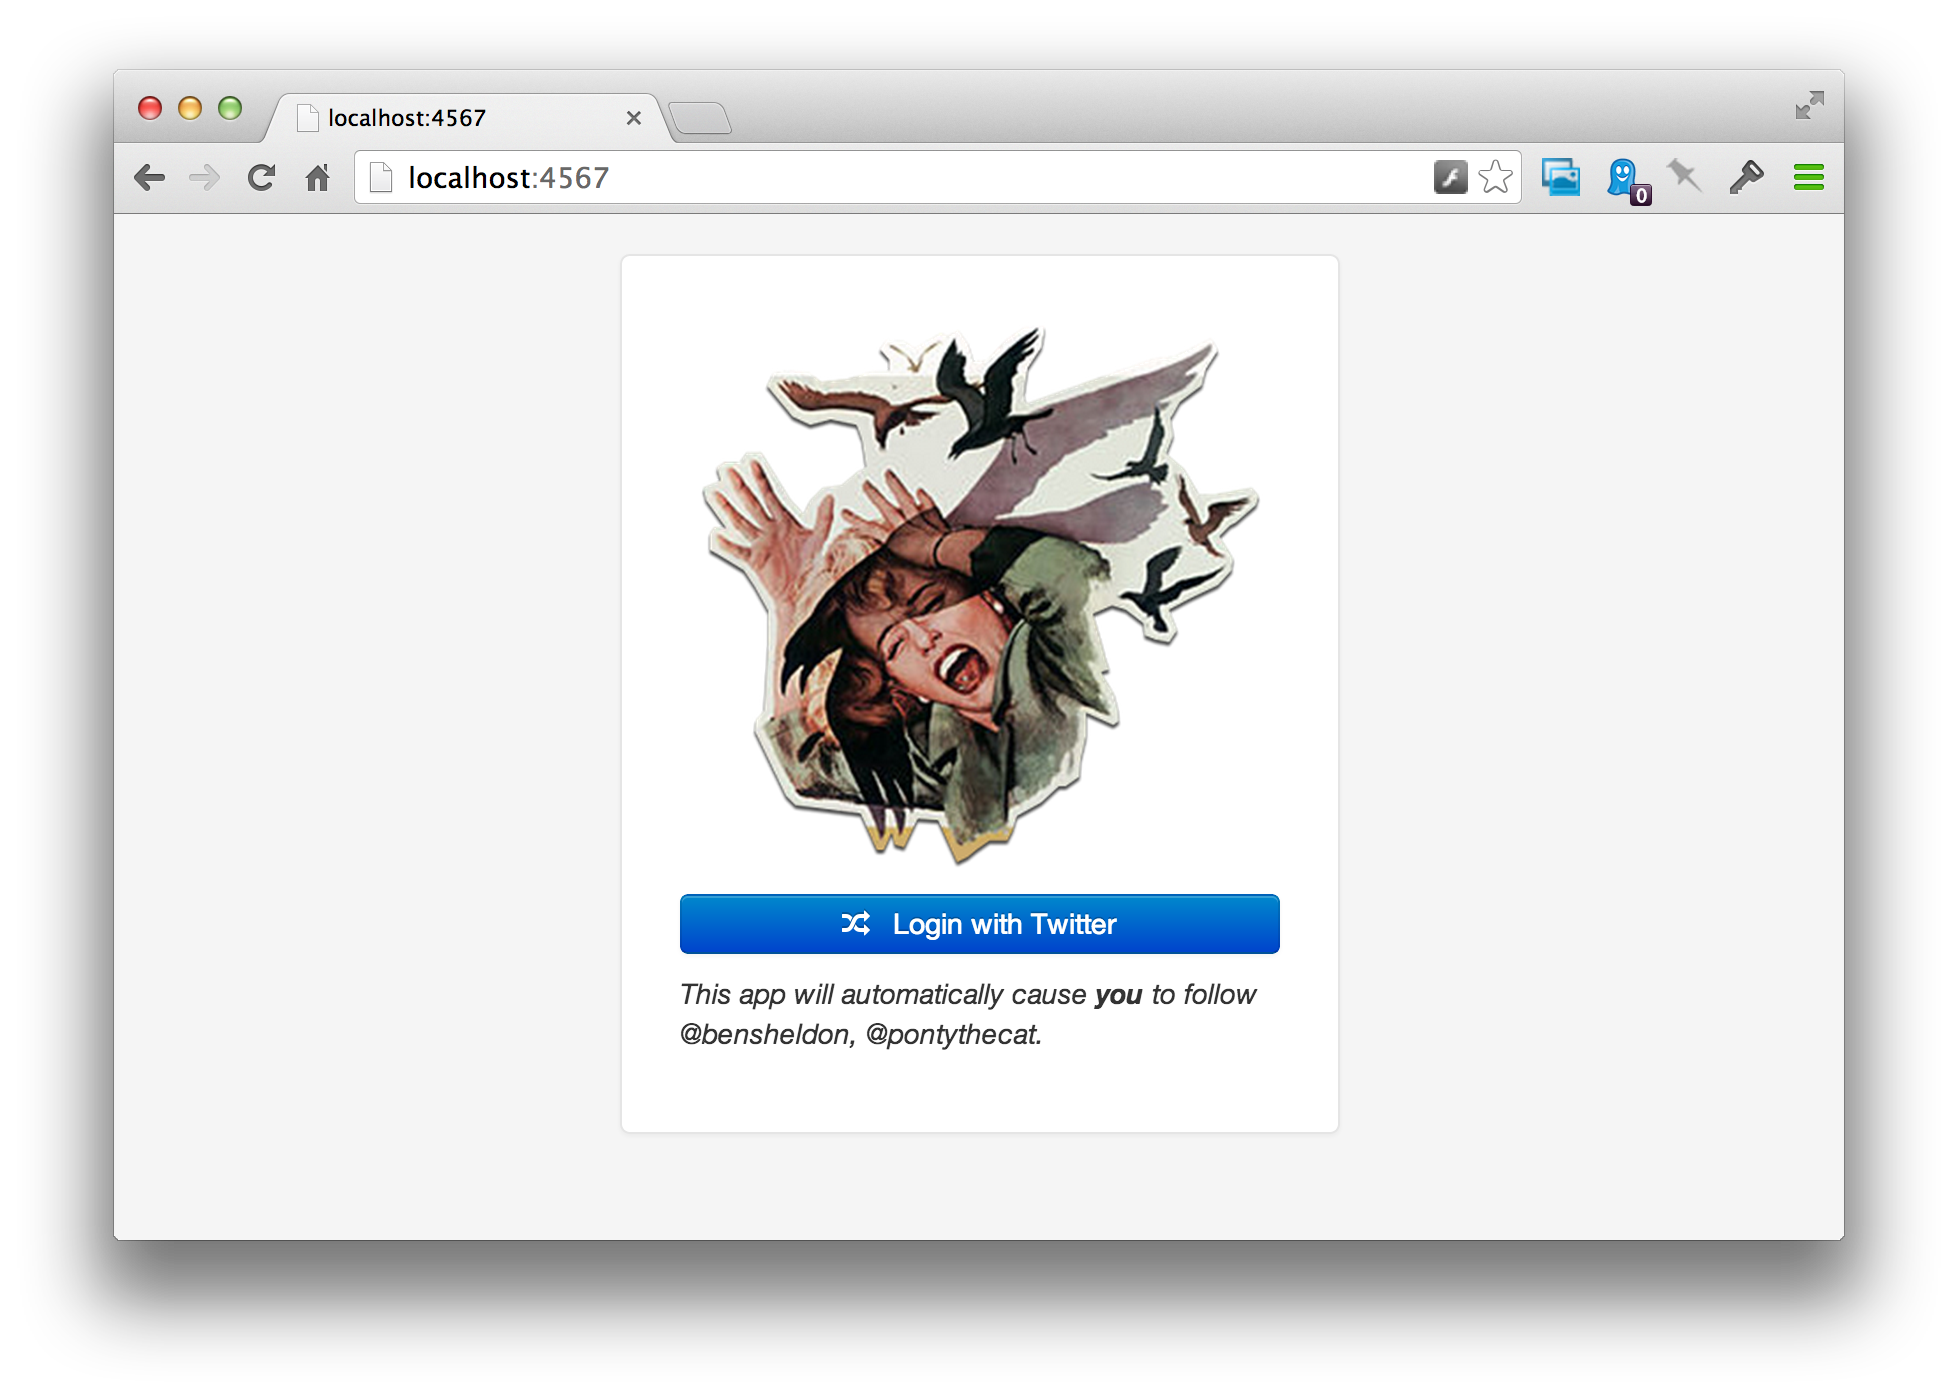 localhost:4567
localhost:4567
0
Login with Twitter
This app will automatically cause you to follow
@bensheldon, @pontythecat.